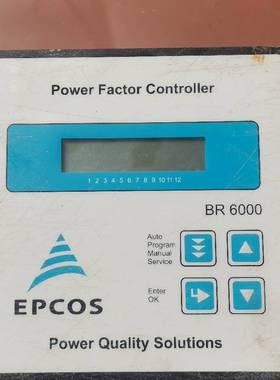 Power Factor Controller
1 2 3 4 5 6 7 8 9 10 11 12
BR 6000
Auto
Program
Manual
Service
Enter
OK
EPCOS
Power Quality Solutions